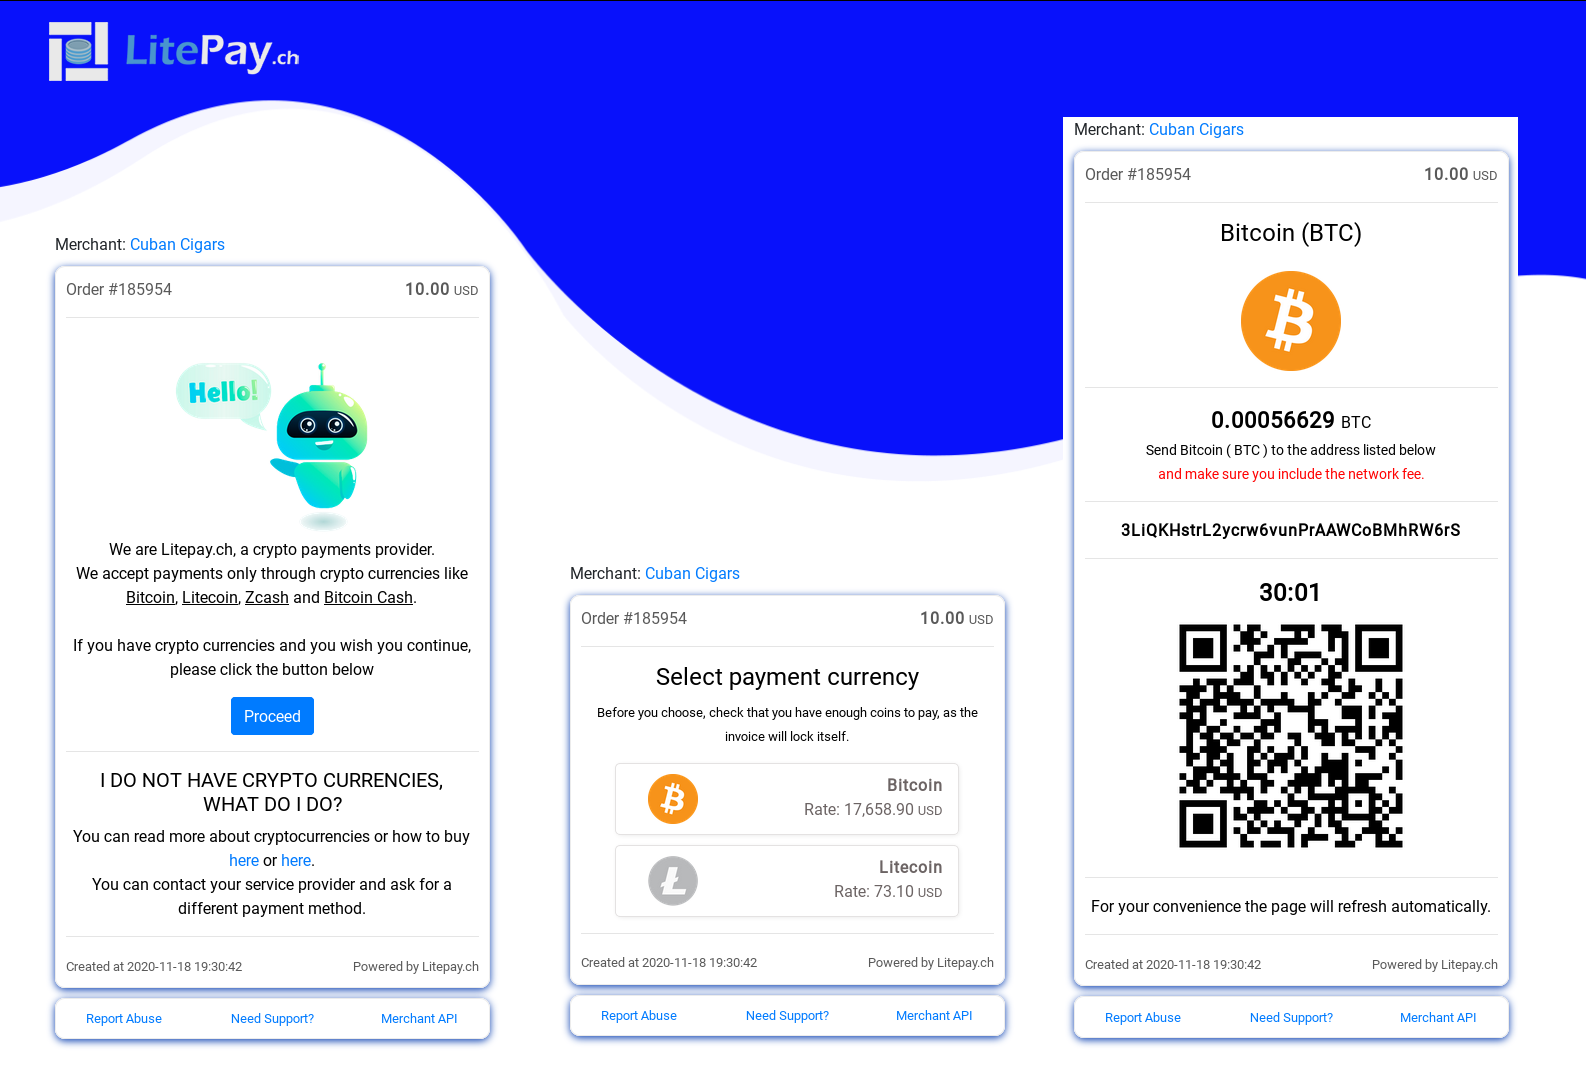 LitePay.ch
Merchant: Cuban Cigars
Order #185954 10.00 USD
Hello!
We are Litepay.ch, a crypto payments provider.
We accept payments only through crypto currencies like
Bitcoin, Litecoin, Zcash and Bitcoin Cash.
If you have crypto currencies and you wish you continue,
please click the button below
Proceed
I DO NOT HAVE CRYPTO CURRENCIES,
WHAT DO I DO?
You can read more about cryptocurrencies or how to buy
here or here.
You can contact your service provider and ask for a
different payment method.
Created at 2020-11-18 19:30:42 Powered by Litepay.ch
Report Abuse Need Support? Merchant API
Merchant: Cuban Cigars
Order #185954 10.00 USD
Select payment currency
Before you choose, check that you have enough coins to pay, as the
invoice will lock itself.
Bitcoin
Rate: 17,658.90 USD
Litecoin
Rate: 73.10 USD
Created at 2020-11-18 19:30:42 Powered by Litepay.ch
Report Abuse Need Support? Merchant API
Merchant: Cuban Cigars
Order #185954 10.00 USD
Bitcoin (BTC)
0.00056629 BTC
Send Bitcoin ( BTC ) to the address listed below
and make sure you include the network fee.
3LiQKHstrL2ycrw6vunPrAAWCoBMhRW6rS
30:01
For your convenience the page will refresh automatically.
Created at 2020-11-18 19:30:42 Powered by Litepay.ch
Report Abuse Need Support? Merchant API